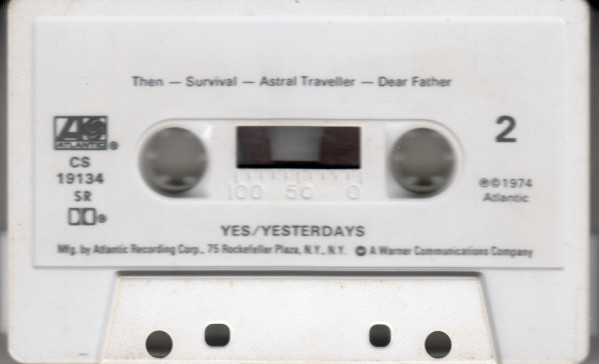 Then — Survival — Astral Traveller — Dear Father
ATLANTIC®
CS
19134
SR
2
℗©1974
Atlantic
100 50 0
YES/YESTERDAYS
Mfg. by Atlantic Recording Corp., 75 Rockefeller Plaza, N.Y., N.Y. A Warner Communications Company